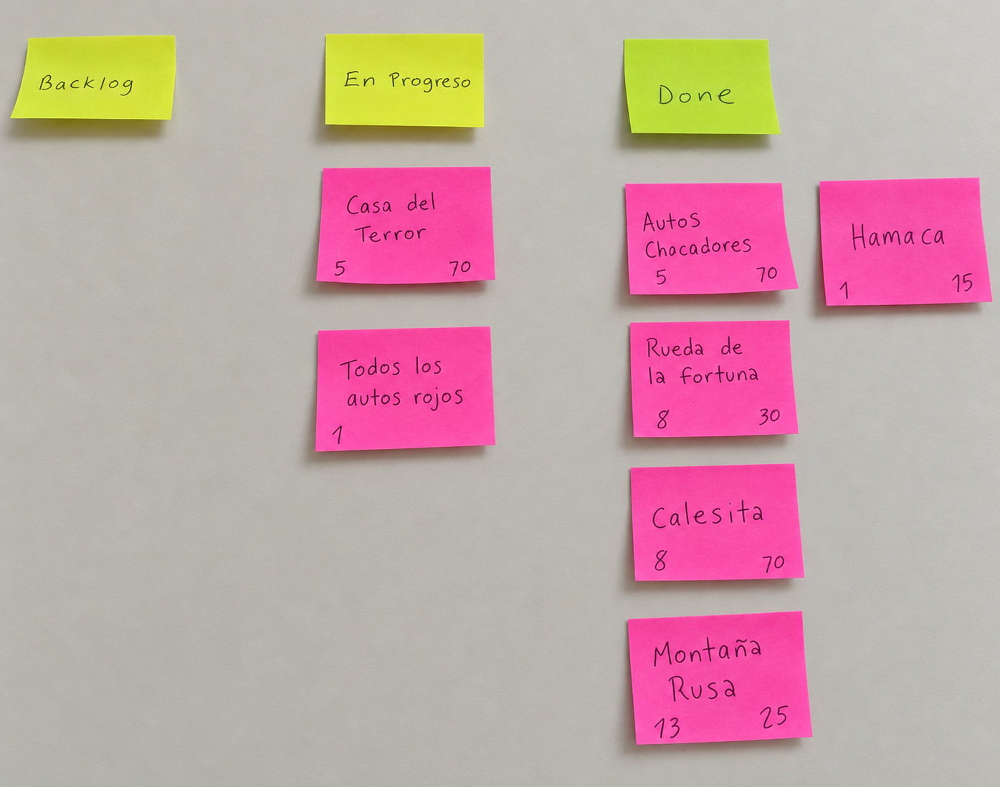 Backlog
En Progreso
Casa del
Terror
5 70
Todos los
autos rojos
1
Done
Autos
Chacadores
5 70
Hamaca
1 15
Rueda de
la fortuna
8 30
Calesita
8 70
Montaña
Rusa
13 25